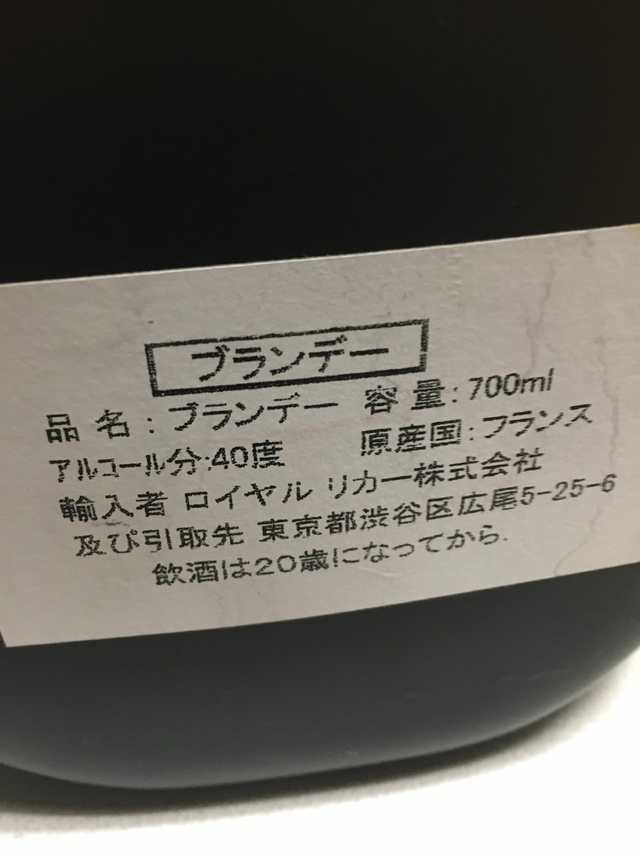 ブランデー
品 名 : ブランデー 容 量 : 700ml
アルコール分:40度 原産国:フランス
輸入者 ロイヤル リカー株式会社
及び引取先 東京都渋谷区広尾5-25-6
飲酒は20歳になってから.